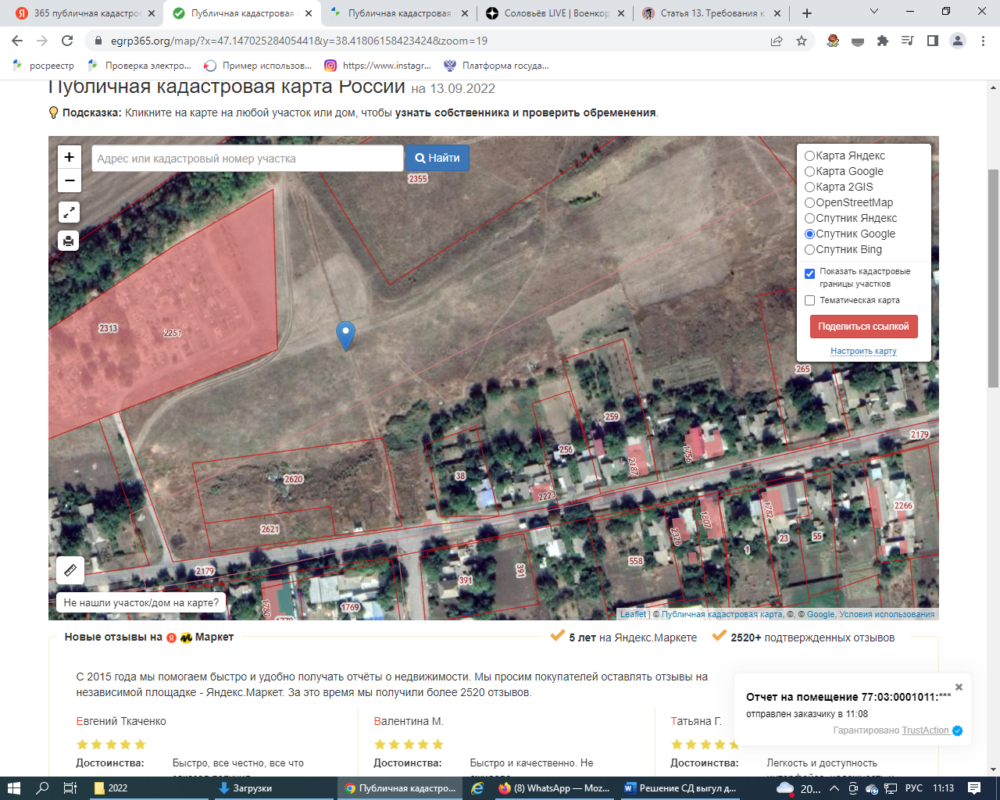 365 публичная кадастро
Публичная кадастровая
Публичная кадастровая
Соловьёв LIVE | Военкор
Статья 13. Требования к
egrp365.org/map/?x=47.14702528405441&y=38.41806158423424&zoom=19
росреестр
Проверка электро...
Пример использов...
https://www.instagr...
Платформа госуда...
Публичная кадастровая карта России на 13.09.2022
Подсказка: Кликните на карте на любой участок или дом, чтобы узнать собственника и проверить обременения.
+
−
Адрес или кадастровый номер участка
Найти
Карта Яндекс
Карта Google
Карта 2GIS
OpenStreetMap
Спутник Яндекс
Спутник Google
Спутник Bing
Показать кадастровые
границы участков
Тематическая карта
Поделиться ссылкой
Настроить карту
2355
2313
2251
265
259
2179
256
1756
2187
38
2620
2223
2621
1782
1807
2266
2326
23
55
1
558
2179
391
391
1780
1769
1770
Не нашли участок/дом на карте?
Leaflet | © Публичная кадастровая карта, ©, © Google, Условия использования
Новые отзывы на Я Маркет
5 лет на Яндекс.Маркете
2520+ подтвержденных отзывов
С 2015 года мы помогаем быстро и удобно получать отчёты о недвижимости. Мы просим покупателей оставлять отзывы на
независимой площадке - Яндекс.Маркет. За это время мы получили более 2520 отзывов.
Евгений Ткаченко
Валентина М.
Татьяна Г.
Достоинства: Быстро, все честно, все что
Достоинства: Быстро и качественно. Не
Достоинства: Легкость и доступность
Отчет на помещение 77:03:0001011:***
отправлен заказчику в 11:08
Гарантировано TrustAction
2022
Загрузки
Публичная кадастро...
(8) WhatsApp — Moz...
Решение СД выгул д...
20...
РУС
11:13